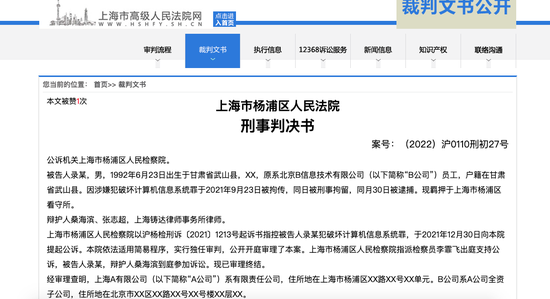 上海市高级人民法院网
WWW.HSHFY.SH.CN
点击进
入首页
裁判文书公开
审判流程 裁判文书 执行信息 12368诉讼服务 新闻信息 知识产权 联络沟通
您当前的位置： 首页>> 裁判文书
本文被赞1次
上海市杨浦区人民法院
刑事判决书
案号：（2022）沪0110刑初27号
公诉机关上海市杨浦区人民检察院。
被告人录某，男，1992年6月23日出生于甘肃省武山县，XX，原系北京B信息技术有限公司（以下简称“B公司”）员工，户籍在甘肃
省武山县。因涉嫌犯破坏计算机信息系统罪于2021年9月23日被拘传，同日被刑事拘留，同月30日被逮捕。现羁押于上海市杨浦区
看守所。
辩护人桑海滨、张志超，上海铸达律师事务所律师。
上海市杨浦区人民检察院以沪杨检刑诉〔2021〕1213号起诉书指控被告人录某犯破坏计算机信息系统罪，于2021年12月30日向本院
提起公诉。本院依法适用简易程序，实行独任审判，公开开庭审理了本案。上海市杨浦区人民检察院指派检察员李霏飞出庭支持公
诉，被告人录某，辩护人桑海滨到庭参加诉讼。现已审理终结。
经审理查明，上海A有限公司（以下简称“A公司”）系有限责任公司，住所地在上海市杨浦区XX路XX号XX单元。B公司系A公司全资
子公司，住所地在北京市XX区XX路XX号XX号楼XX层XX。